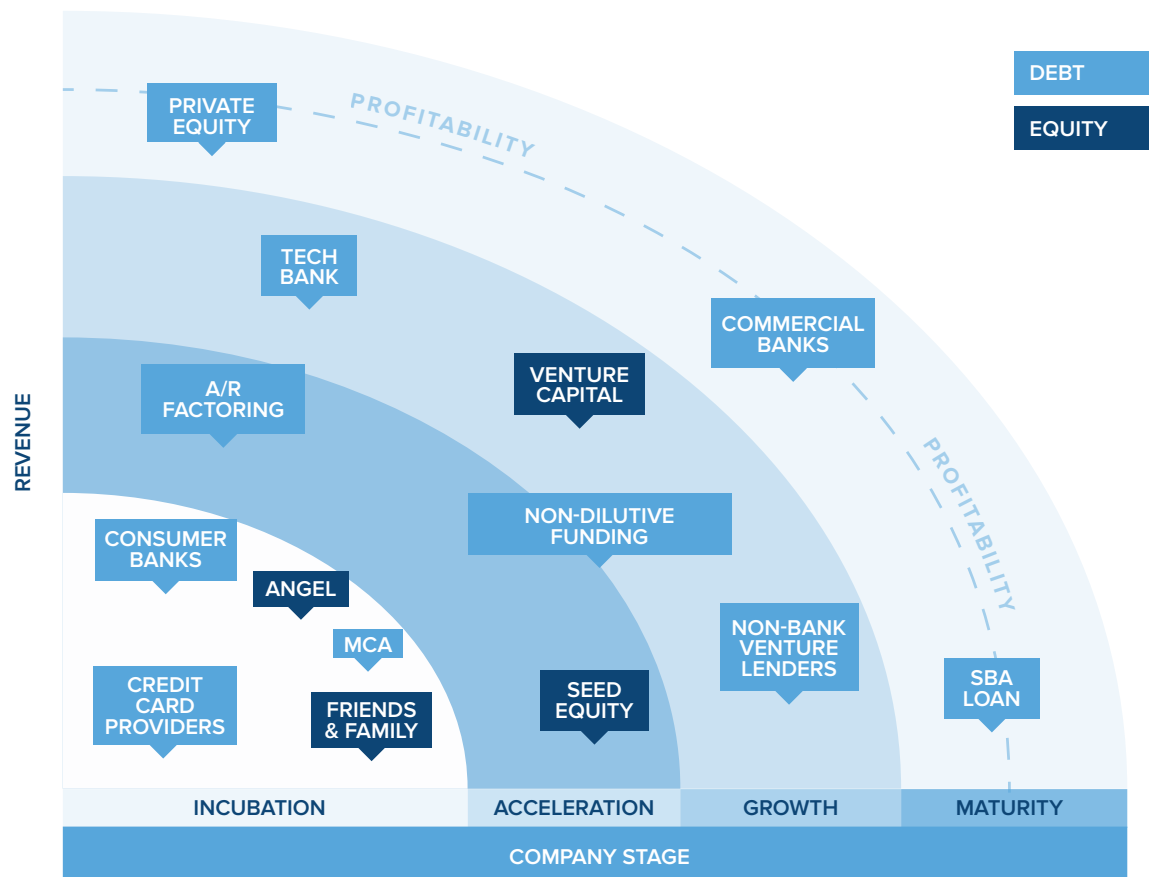 DEBT
EQUITY
PROFITABILITY
PRIVATE
EQUITY
TECH
BANK
COMMERCIAL
BANKS
VENTURE
CAPITAL
A/R
FACTORING
REVENUE
PROFITABILITY
NON-DILUTIVE
FUNDING
CONSUMER
BANKS
ANGEL
MCA
NON-BANK
VENTURE
LENDERS
CREDIT
CARD
PROVIDERS
FRIENDS
& FAMILY
SEED
EQUITY
SBA
LOAN
INCUBATION
ACCELERATION
GROWTH
MATURITY
COMPANY STAGE